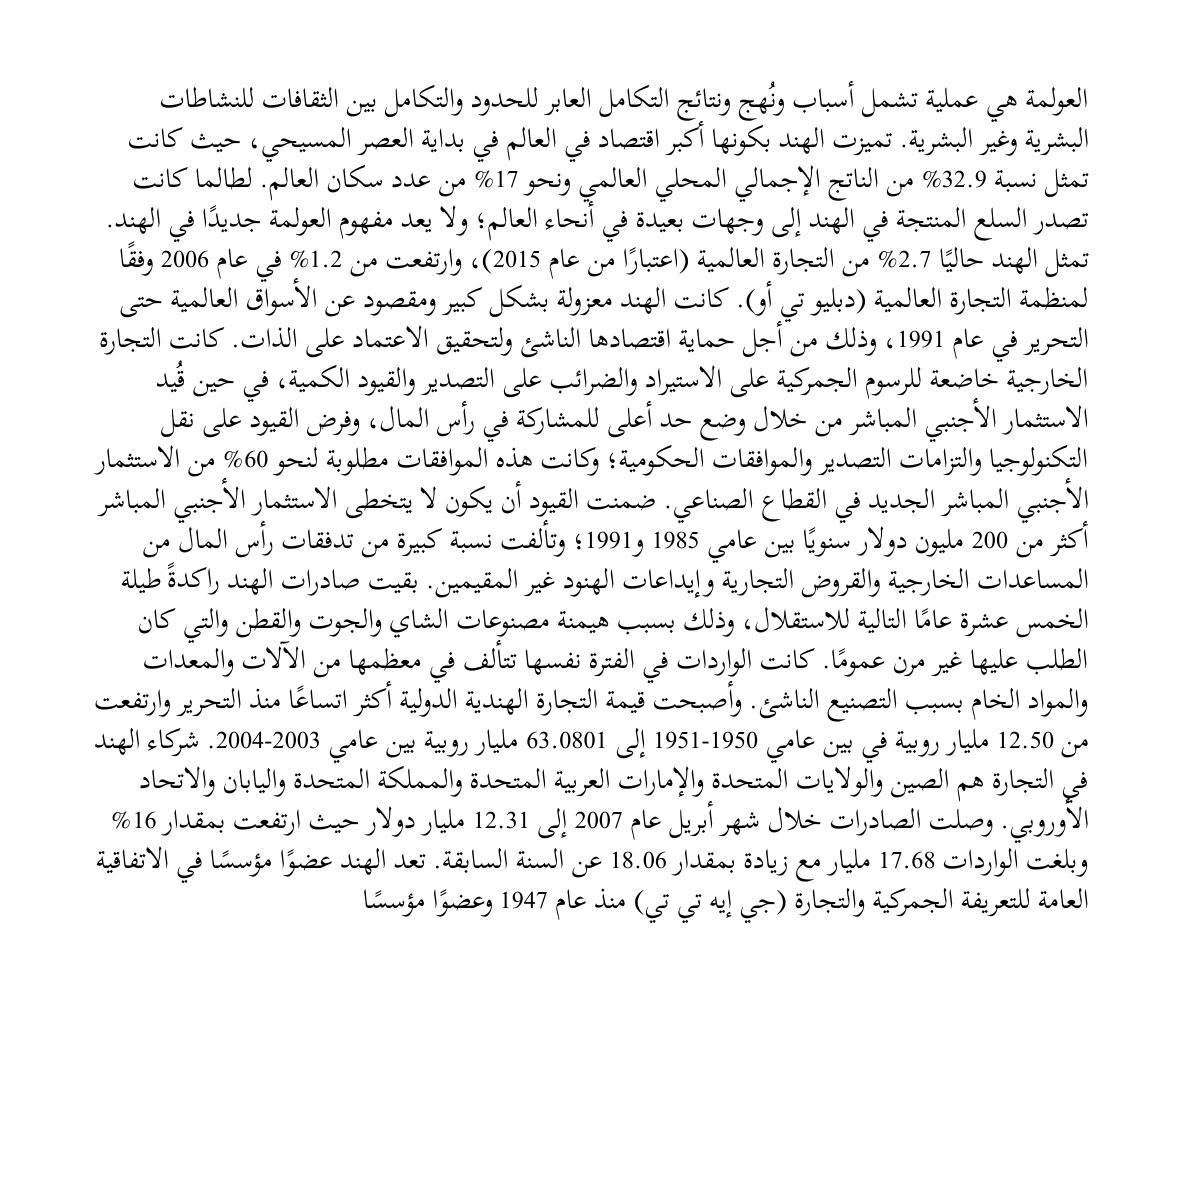 العولمة هي عملية تشمل أسباب ونُهج ونتائج التكامل العابر للحدود والتكامل بين الثقافات للنشاطات
البشرية وغير البشرية. تميزت الهند بكونها أكبر اقتصاد في العالم في بداية العصر المسيحي، حيث كانت
تمثل نسبة 32.9% من الناتج الإجمالي المحلي العالمي ونحو 17% من عدد سكان العالم. لطالما كانت
تصدر السلع المنتجة في الهند إلى وجهات بعيدة في أنحاء العالم؛ ولا يعد مفهوم العولمة جديدًا في الهند.
تمثل الهند حاليًا 2.7% من التجارة العالمية (اعتبارًا من عام 2015)، وارتفعت من 1.2% في عام 2006 وفقًا
لمنظمة التجارة العالمية (دبليو تي أو). كانت الهند معزولة بشكل كبير ومقصود عن الأسواق العالمية حتى
التحرير في عام 1991، وذلك من أجل حماية اقتصادها الناشئ ولتحقيق الاعتماد على الذات. كانت التجارة
الخارجية خاضعة للرسوم الجمركية على الاستيراد والضرائب على التصدير والقيود الكمية، في حين قُيد
الاستثمار الأجنبي المباشر من خلال وضع حد أعلى للمشاركة في رأس المال، وفرض القيود على نقل
التكنولوجيا والتزامات التصدير والموافقات الحكومية؛ وكانت هذه الموافقات مطلوبة لنحو 60% من الاستثمار
الأجنبي المباشر الجديد في القطاع الصناعي. ضمنت القيود أن يكون لا يتخطى الاستثمار الأجنبي المباشر
أكثر من 200 مليون دولار سنويًا بين عامي 1985 و1991؛ وتألفت نسبة كبيرة من تدفقات رأس المال من
المساعدات الخارجية والقروض التجارية وإيداعات الهنود غير المقيمين. بقيت صادرات الهند راكدةً طيلة
الخمس عشرة عامًا التالية للاستقلال، وذلك بسبب هيمنة مصنوعات الشاي والجوت والقطن والتي كان
الطلب عليها غير مرن عمومًا. كانت الواردات في الفترة نفسها تتألف في معظمها من الآلات والمعدات
والمواد الخام بسبب التصنيع الناشئ. وأصبحت قيمة التجارة الهندية الدولية أكثر اتساعًا منذ التحرير وارتفعت
من 12.50 مليار روبية في بين عامي 1950-1951 إلى 63.0801 مليار روبية بين عامي 2003-2004. شركاء الهند
في التجارة هم الصين والولايات المتحدة والإمارات العربية المتحدة والمملكة المتحدة واليابان والاتحاد
الأوروبي. وصلت الصادرات خلال شهر أبريل عام 2007 إلى 12.31 مليار دولار حيث ارتفعت بمقدار 16%
وبلغت الواردات 17.68 مليار مع زيادة بمقدار 18.06 عن السنة السابقة. تعد الهند عضوًا مؤسسًا في الاتفاقية
العامة للتعريفة الجمركية والتجارة (جي إيه تي تي) منذ عام 1947 وعضوًا مؤسسًا